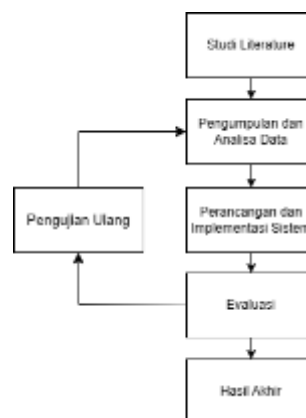 Studi Literature
Pengumpulan dan
Analisa Data
Pengujian Ulang
Perancangan dan
Implementasi Sistem
Evaluasi
Hasil Akhir